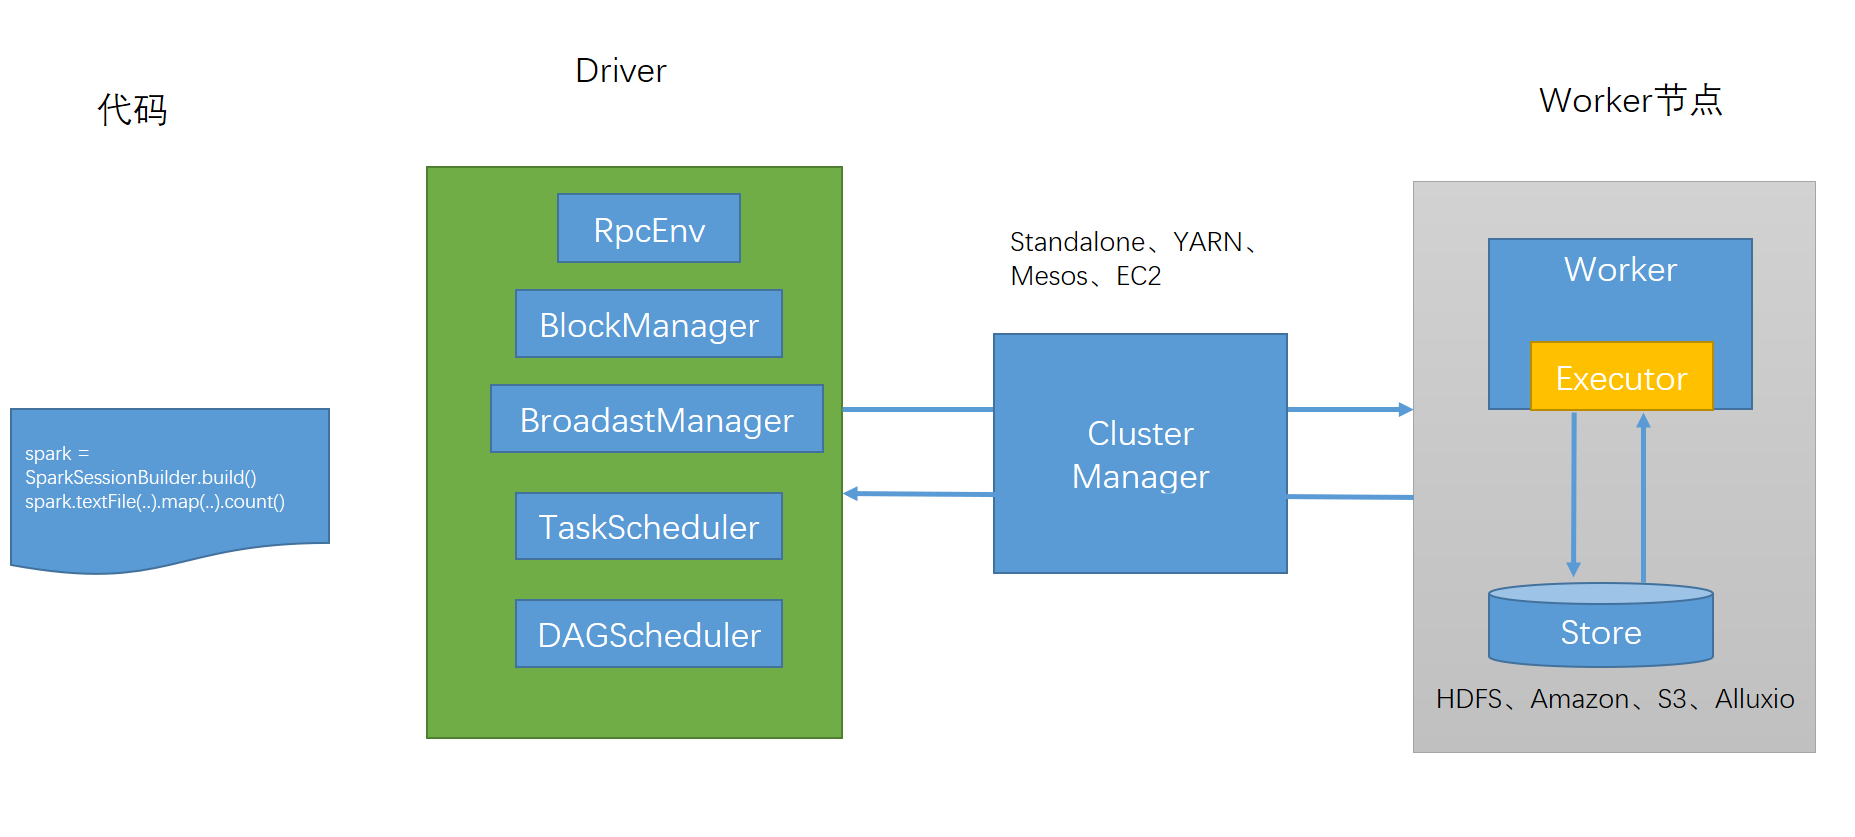 代码
Driver
Worker节点
spark =
SparkSessionBuilder.build()
spark.textFile(..).map(..).count()
RpcEnv
BlockManager
BroadastManager
TaskScheduler
DAGScheduler
Standalone、YARN、
Mesos、EC2
Cluster
Manager
Worker
Executor
Store
HDFS、Amazon、S3、Alluxio